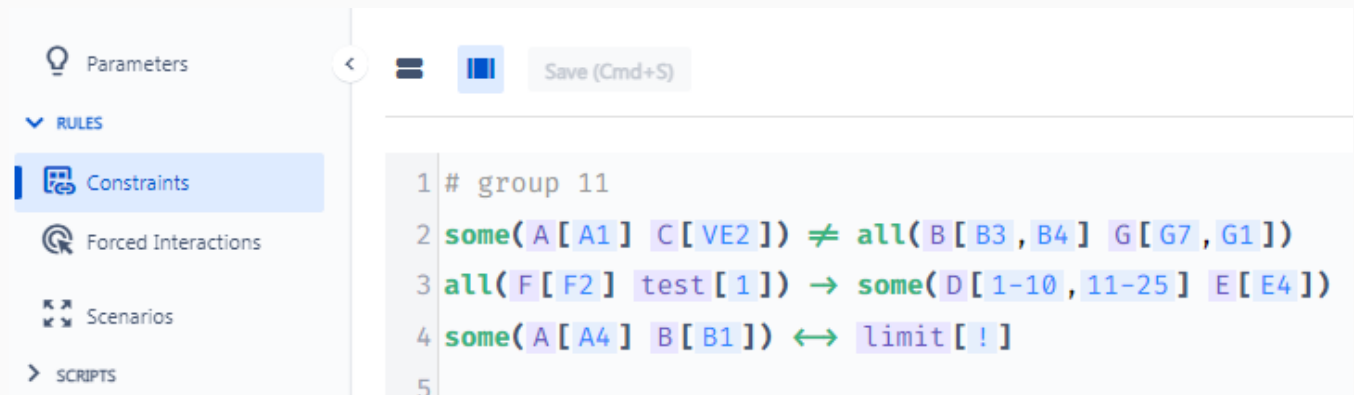 Parameters
RULES
Constraints
Forced Interactions
Scenarios
SCRIPTS
Save (Cmd+S)
1 # group 11
2 some( A[ A1 ] C[ VE2 ]) ≠ all( B[ B3 , B4 ] G[ G7 , G1 ])
3 all( F[ F2 ] test[ 1 ]) → some( D[ 1-10 , 11-25 ] E[ E4 ])
4 some( A[ A4 ] B[ B1 ]) ↔ limit[ ! ]
5